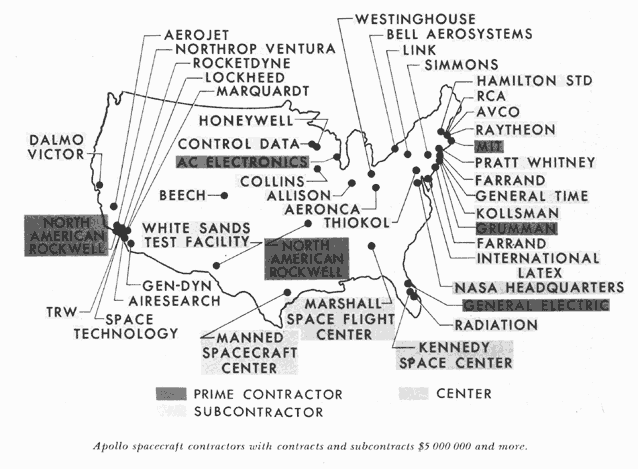 WESTINGHOUSE
BELL AEROSYSTEMS
LINK
SIMMONS
AEROJET
NORTHROP VENTURA
ROCKETDYNE
LOCKHEED
MARQUARDT
HONEYWELL
CONTROL DATA
AC ELECTRONICS
COLLINS
ALLISON
AERONCA
THIOKOL
HAMILTON STD
RCA
AVCO
RAYTHEON
MIT
PRATT WHITNEY
FARRAND
GENERAL TIME
KOLLSMAN
GRUMMAN
FARRAND
INTERNATIONAL
LATEX
NASA HEADQUARTERS
GENERAL ELECTRIC
RADIATION
DALMO
VICTOR
BEECH
NORTH
AMERICAN
ROCKWELL
WHITE SANDS
TEST FACILITY
NORTH
AMERICAN
ROCKWELL
GEN-DYN
AIRESEARCH
TRW
SPACE
TECHNOLOGY
MANNED
SPACECRAFT
CENTER
MARSHALL
SPACE FLIGHT
CENTER
KENNEDY
SPACE CENTER
PRIME CONTRACTOR
SUBCONTRACTOR
CENTER
Apollo spacecraft contractors with contracts and subcontracts $5 000 000 and more.